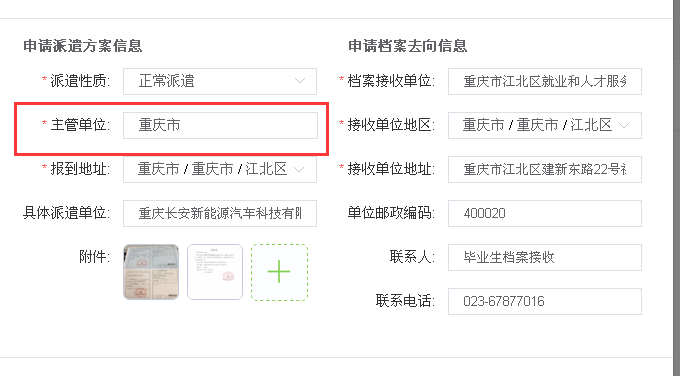 申请派遣方案信息
申请档案去向信息
* 派遣性质: 正常派遣
* 档案接收单位: 重庆市江北区就业和人才服务
* 主管单位: 重庆市
* 接收单位地区: 重庆市 / 重庆市 / 江北区
* 报到地址: 重庆市 / 重庆市 / 江北区
* 接收单位地址: 重庆市江北区建新东路22号
具体派遣单位: 重庆长安新能源汽车科技有限
单位邮政编码: 400020
附件:
联系人: 毕业生档案接收
联系电话: 023-67877016